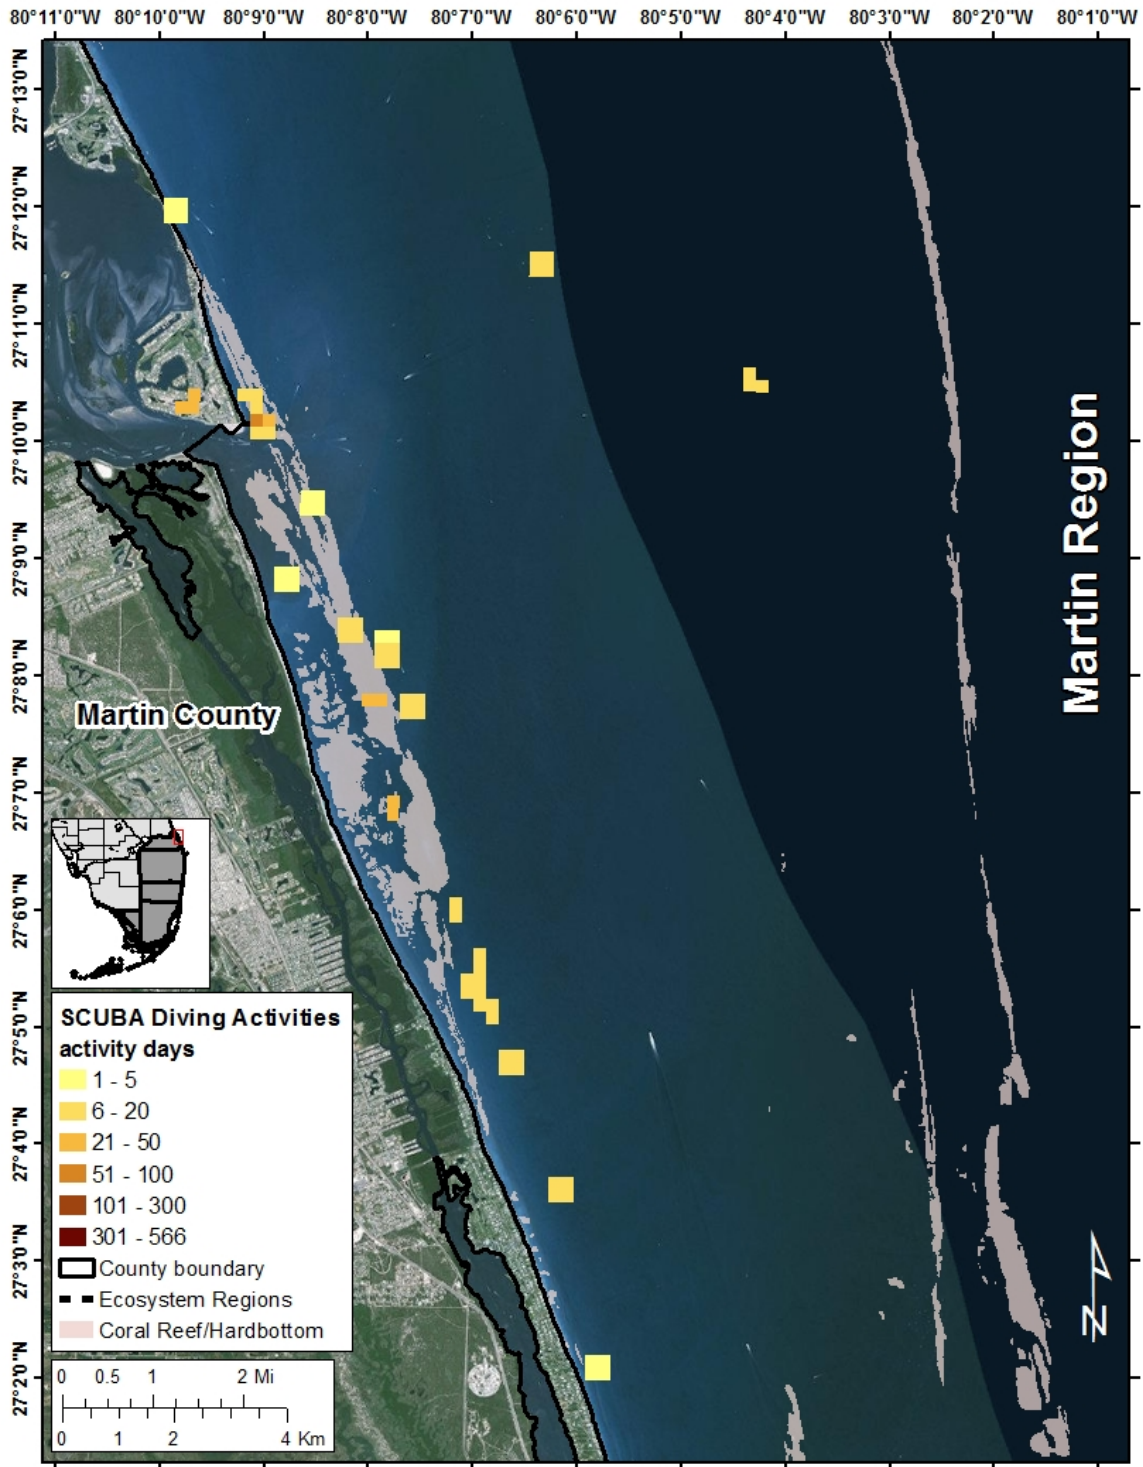 80°11'0"W 80°10'0"W 80°9'0"W 80°8'0"W 80°7'0"W 80°6'0"W 80°5'0"W 80°4'0"W 80°3'0"W 80°2'0"W 80°1'0"W
27°13'0"N
27°12'0"N
27°11'0"N
27°10'0"N
27°9'0"N
27°8'0"N
27°7'0"N
27°6'0"N
27°5'0"N
27°4'0"N
27°3'0"N
27°2'0"N
Martin Region
Martin County
SCUBA Diving Activities
activity days
1 - 5
6 - 20
21 - 50
51 - 100
101 - 300
301 - 566
County boundary
Ecosystem Regions
Coral Reef/Hardbottom
0 0.5 1 2 Mi
0 1 2 4 Km
N